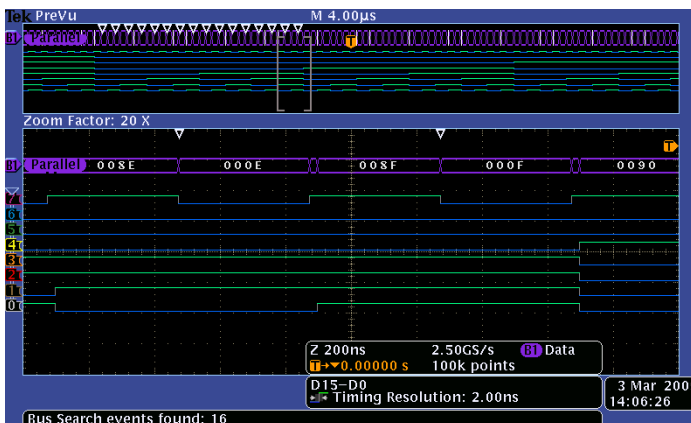 Tek PreVu M 4.00µs
B1 Parallel
Zoom Factor: 20 X
B1 Parallel 008E 000E 008F 000F 0090
7
6
5
4
3
2
1
0
Z 200ns 2.50GS/s B1 Data
0.00000 s 100k points
D15-D0
Timing Resolution: 2.00ns
3 Mar 200
14:06:26
Bus Search events found: 16